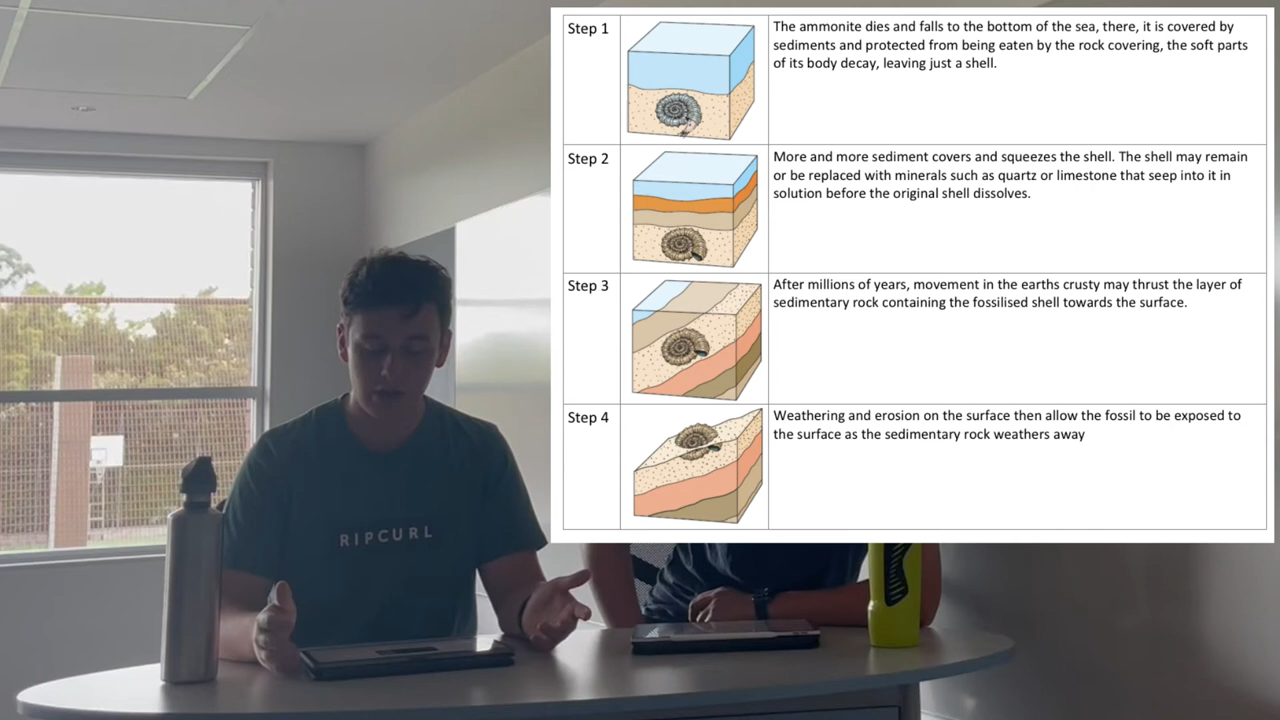 Step 1
The ammonite dies and falls to the bottom of the sea, there, it is covered by
sediments and protected from being eaten by the rock covering, the soft parts
of its body decay, leaving just a shell.
Step 2
More and more sediment covers and squeezes the shell. The shell may remain
or be replaced with minerals such as quartz or limestone that seep into it in
solution before the original shell dissolves.
Step 3
After millions of years, movement in the earths crusty may thrust the layer of
sedimentary rock containing the fossilised shell towards the surface.
Step 4
Weathering and erosion on the surface then allow the fossil to be exposed to
the surface as the sedimentary rock weathers away
RIPCURL